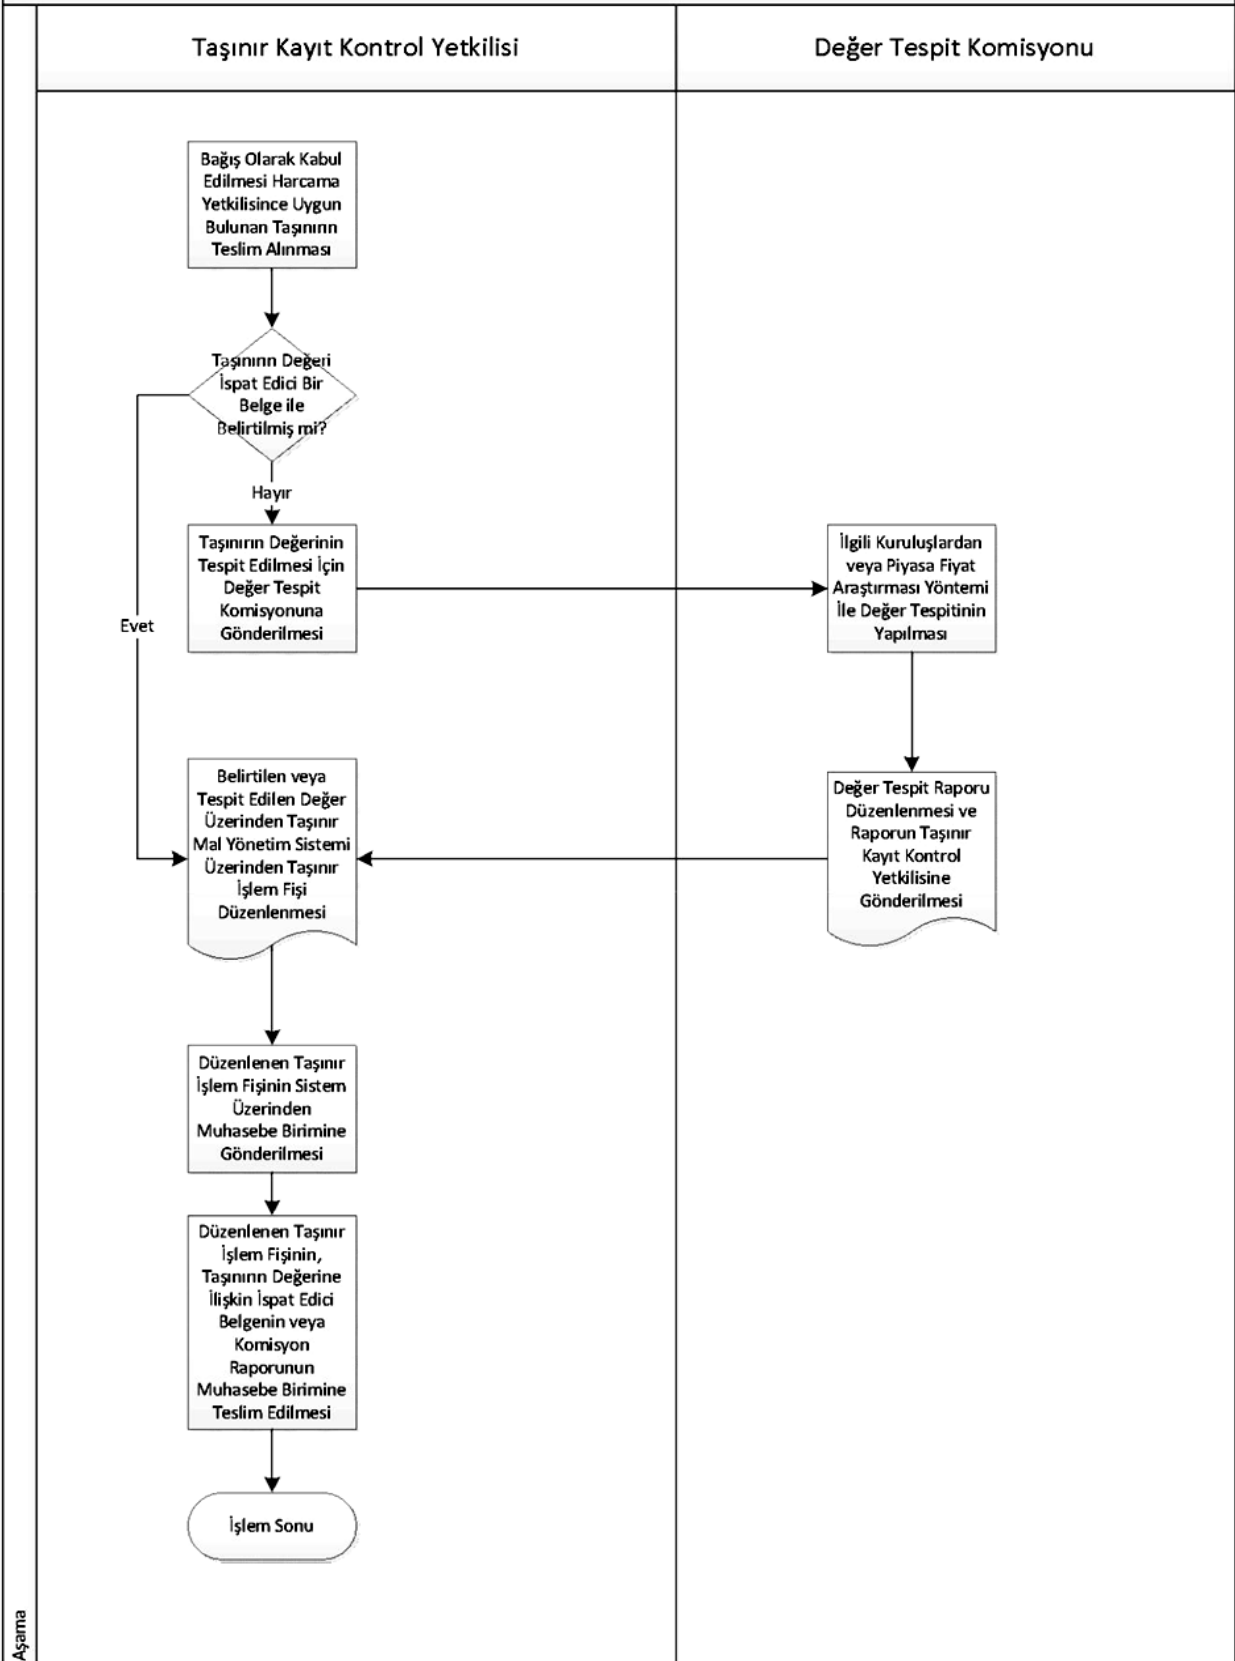 Taşınır Kayıt Kontrol Yetkilisi
Değer Tespit Komisyonu
Bağış Olarak Kabul
Edilmesi Harcama
Yetkilisince Uygun
Bulunan Taşınırın
Teslim Alınması
Taşınırın Değeri
İspat Edici Bir
Belge ile
Belirtilmiş mi?
Hayır
Evet
Taşınırın Değerinin
Tespit Edilmesi İçin
Değer Tespit
Komisyonuna
Gönderilmesi
İlgili Kuruluşlardan
veya Piyasa Fiyat
Araştırması Yöntemi
İle Değer Tespitinin
Yapılması
Değer Tespit Raporu
Düzenlenmesi ve
Raporun Taşınır
Kayıt Kontrol
Yetkilisine
Gönderilmesi
Belirtilen veya
Tespit Edilen Değer
Üzerinden Taşınır
Mal Yönetim Sistemi
Üzerinden Taşınır
İşlem Fişi
Düzenlenmesi
Düzenlenen Taşınır
İşlem Fişinin Sistem
Üzerinden
Muhasebe Birimine
Gönderilmesi
Düzenlenen Taşınır
İşlem Fişinin,
Taşınırın Değerine
İlişkin İspat Edici
Belgenin veya
Komisyon
Raporunun
Muhasebe Birimine
Teslim Edilmesi
İşlem Sonu
Aşama